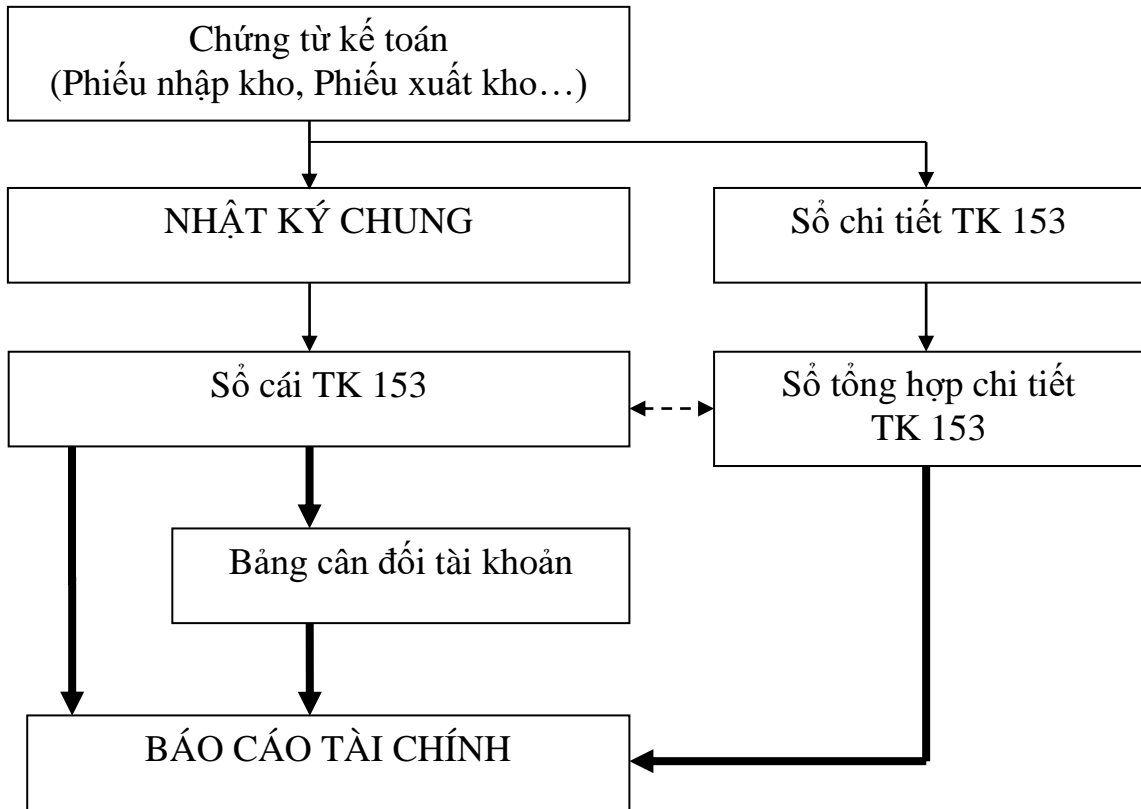 Chứng từ kế toán
(Phiếu nhập kho, Phiếu xuất kho…)
NHẬT KÝ CHUNG
Sổ chi tiết TK 153
Sổ cái TK 153
Sổ tổng hợp chi tiết
TK 153
Bảng cân đối tài khoản
BÁO CÁO TÀI CHÍNH